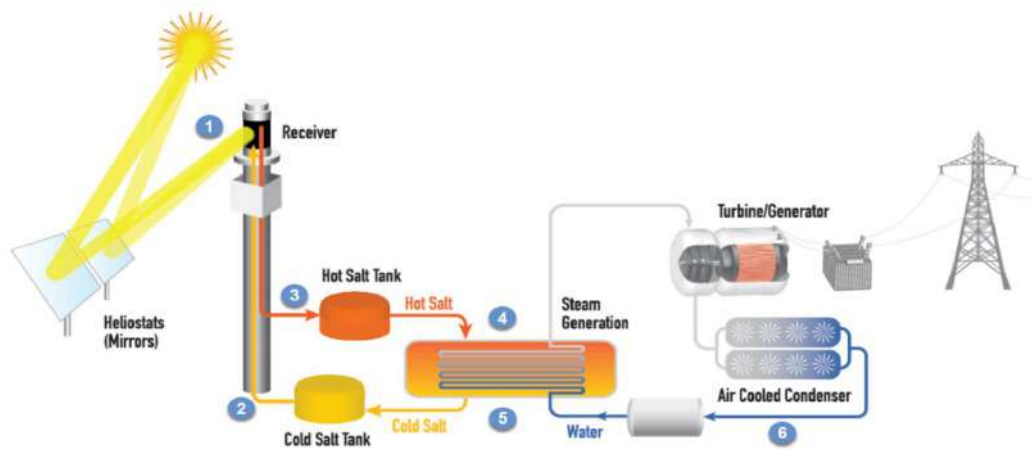 1
Receiver
Turbine/Generator
Hot Salt Tank
3
Hot Salt
4
Steam
Generation
Heliostats
(Mirrors)
2
Cold Salt Tank
Cold Salt
5
Water
Air Cooled Condenser
6